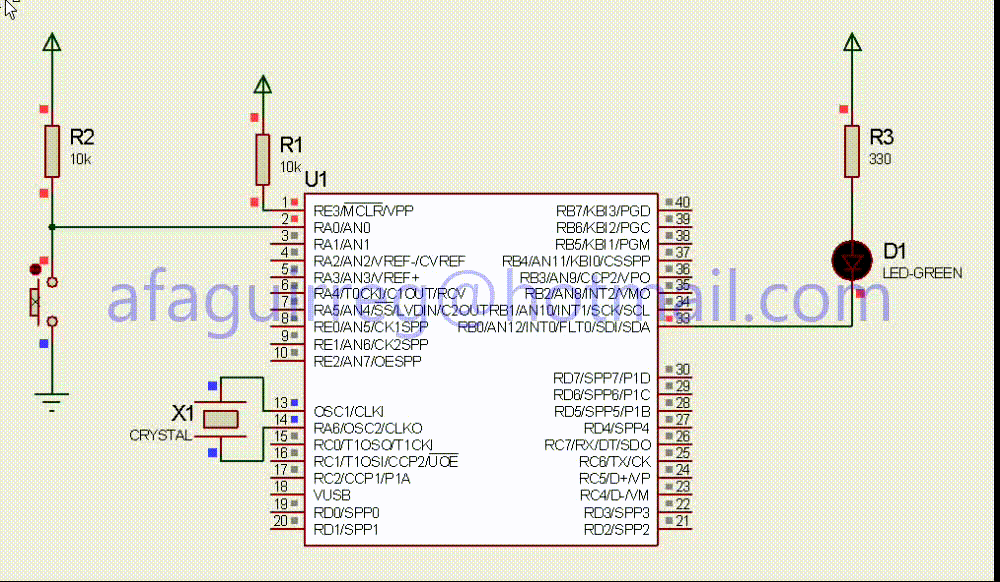 R2
10k
R1
10k
R3
330
D1
LED-GREEN
U1
1 RE3/MCLR/VPP
2 RA0/AN0
3 RA1/AN1
4 RA2/AN2/VREF-/CVREF
5 RA3/AN3/VREF+
6 RA4/T0CKI/C1OUT/RCV
7 RA5/AN4/SS/LVDIN/C2OUT
8 RE0/AN5/CK1SPP
9 RE1/AN6/CK2SPP
10 RE2/AN7/OESPP
13 OSC1/CLKI
14 RA6/OSC2/CLKO
15 RC0/T1OSO/T1CKI
16 RC1/T1OSI/CCP2/UOE
17 RC2/CCP1/P1A
18 VUSB
19 RD0/SPP0
20 RD1/SPP1
RB7/KBI3/PGD 40
RB6/KBI2/PGC 39
RB5/KBI1/PGM 38
RB4/AN11/KBI0/CSSPP 37
RB3/AN9/CCP2/VPO 36
RB2/AN8/INT2/VMO 35
RB1/AN10/INT1/SCK/SCL 34
RB0/AN12/INT0/FLT0/SDI/SDA 33
RD7/SPP7/P1D 30
RD6/SPP6/P1C 29
RD5/SPP5/P1B 28
RD4/SPP4 27
RC7/RX/DT/SDO 26
RC6/TX/CK 25
RC5/D+/VP 24
RC4/D-/VM 23
RD3/SPP3 22
RD2/SPP2 21
X1
CRYSTAL
afaguirreg@hotmail.com